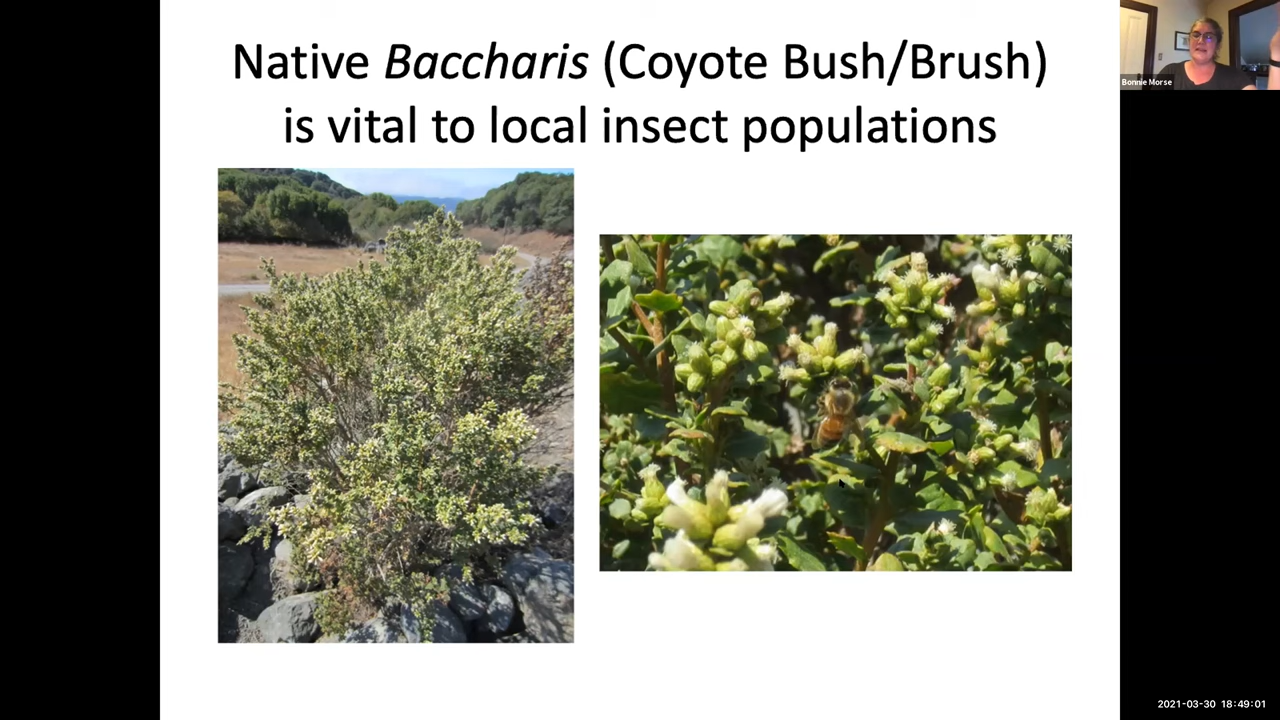 Native Baccharis (Coyote Bush/Brush)
is vital to local insect populations
Bonnie Morse
2021-03-30 18:49:01